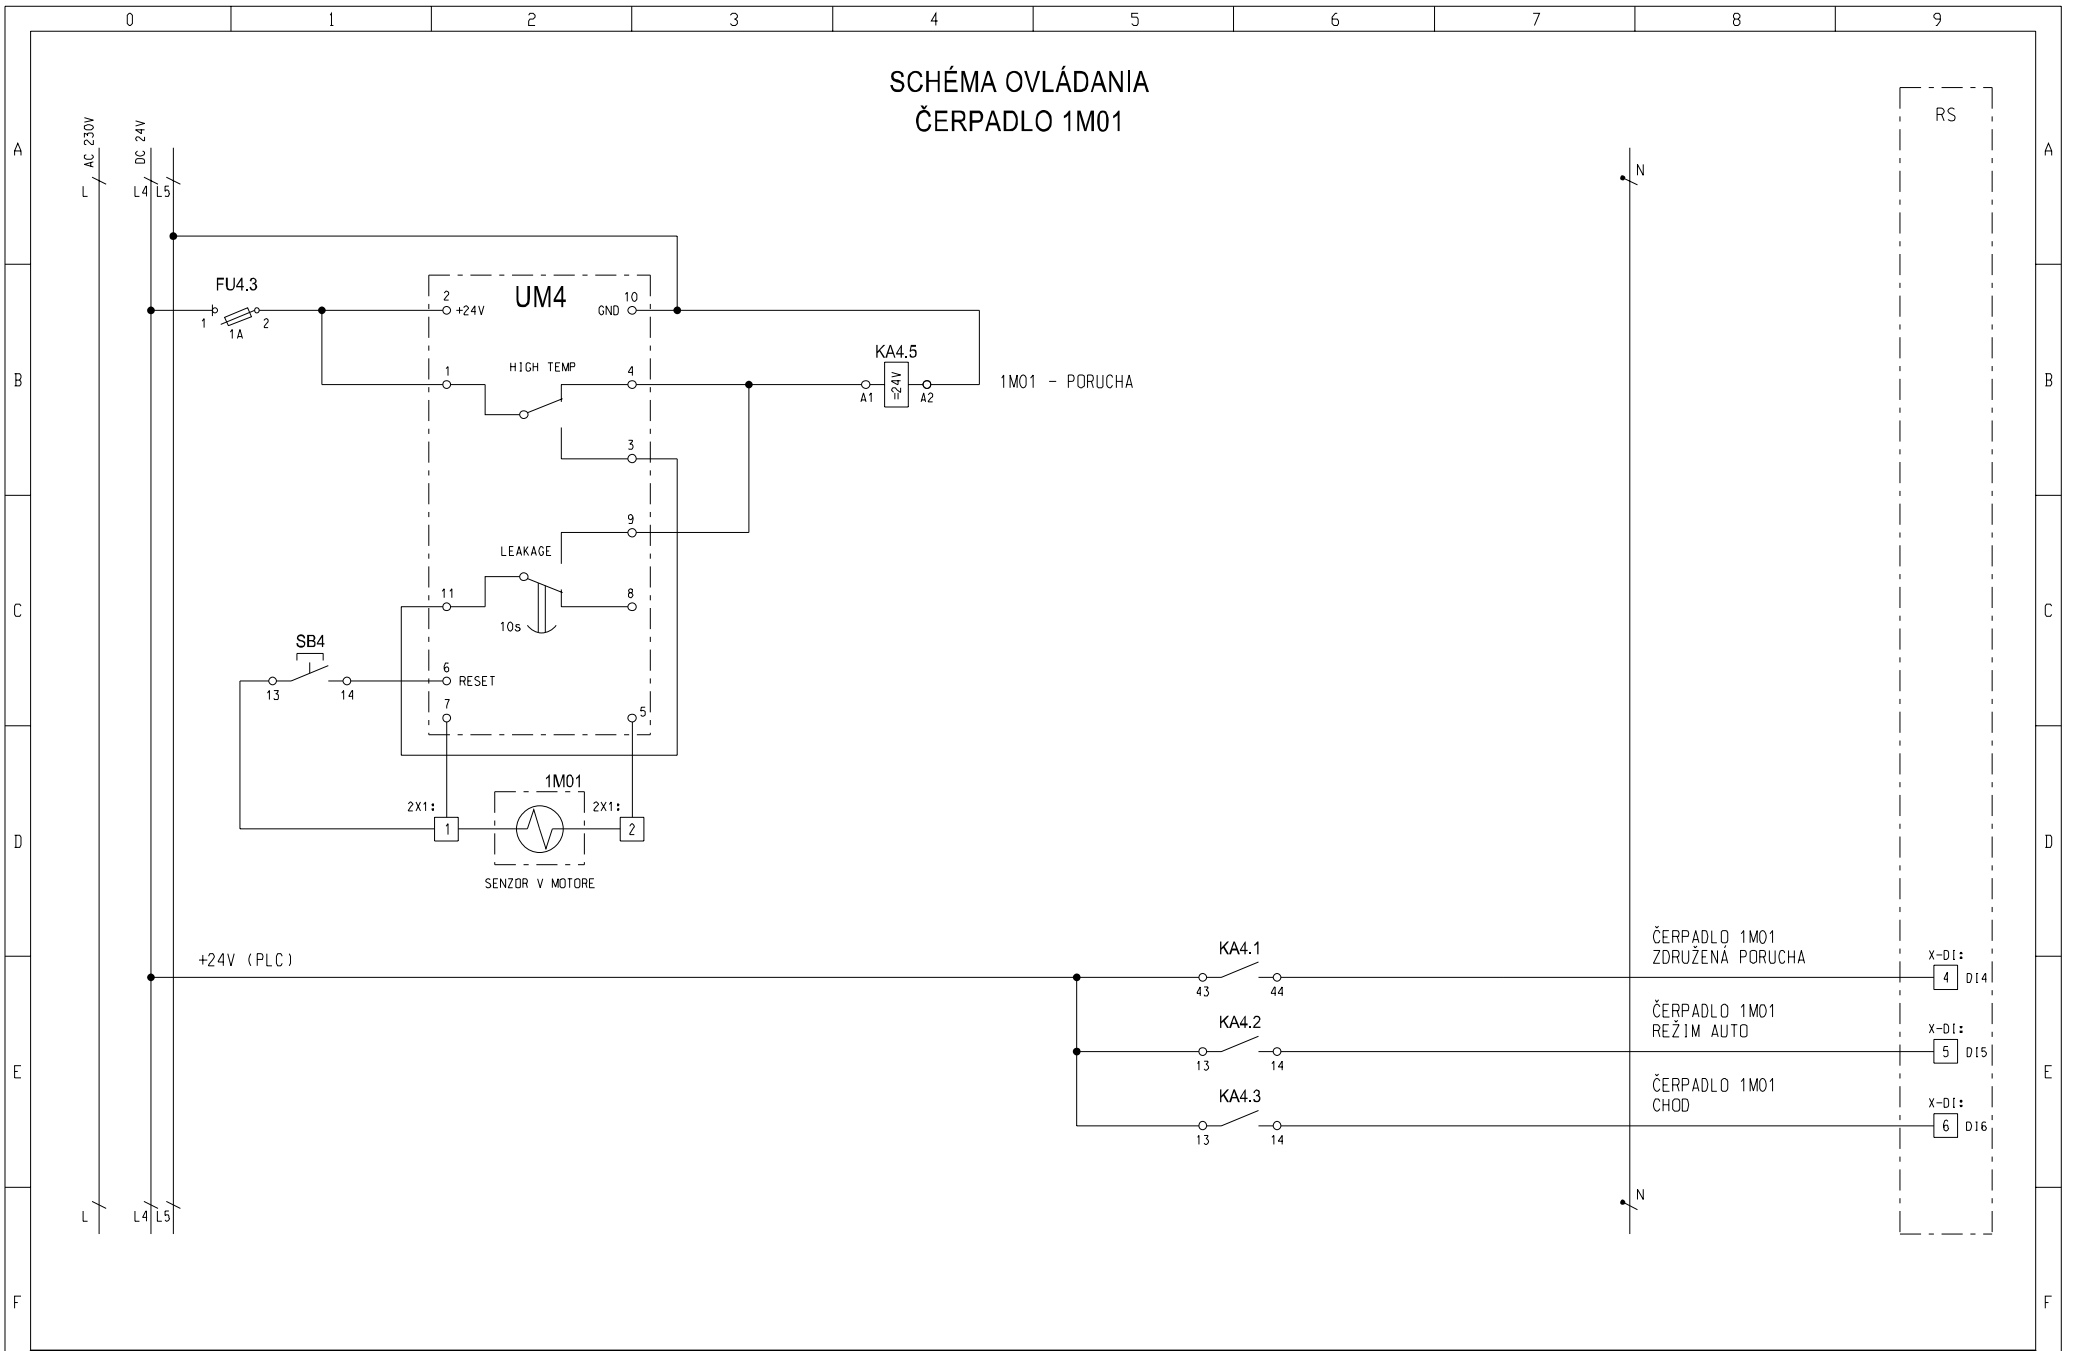 0 1 2 3 4 5 6 7 8 9
SCHÉMA OVLÁDANIA
ČERPADLO 1M01
RS
AC 230V
DC 24V
A
A
L
L4
L5
N
FU4.3
1
2
1A
2
+24V
UM4
10
GND
B
B
1
HIGH TEMP
4
KA4.5
=24V
A1
A2
1M01 - PORUCHA
3
9
LEAKAGE
C
C
11
8
10s
SB4
13
14
6
RESET
7
5
1M01
2X1:
2X1:
1
2
D
D
SENZOR V MOTORE
+24V (PLC)
KA4.1
43
44
ČERPADLO 1M01
ZDRUŽENÁ PORUCHA
X-DI:
4
DI4
KA4.2
13
14
ČERPADLO 1M01
REŽIM AUTO
X-DI:
5
DI5
E
E
KA4.3
13
14
ČERPADLO 1M01
CHOD
X-DI:
6
DI6
L
L4
L5
N
F
F